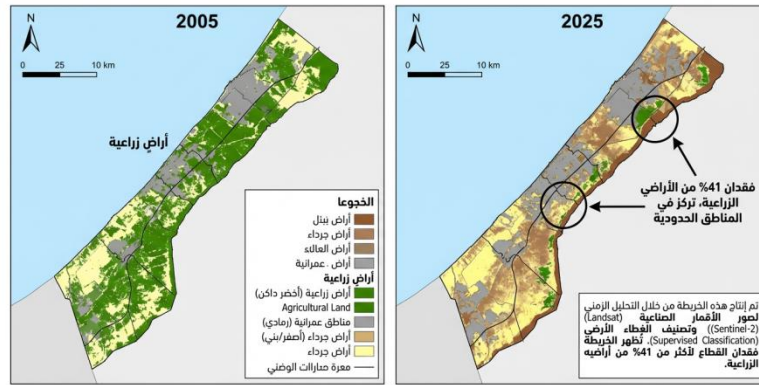 2005
N
0 25 10 km
أراضٍ زراعية
الخجوعا
أراض بينل
أراض جرداء
أراض العالاء
أراض . عمرانية
أراضٍ زراعية
أراض زراعية (أخضر داكن)
Agricultural Land
مناطق عمرانية (رمادي)
أراض جرداء (أصفر/بني)
أراض جرداء
معرة صارات الوضني
2025
N
0 25 10 km
فقدان 41% من الأراضي
الزراعية، تركز في
المناطق الحدودية
تم إنتاج هذه الخريطة من خلال التحليل الزمني
لصور الأقمار الصناعية (Landsat)
(Sentinel-2)) وتصنيف الغطاء الأرضي
(Supervised Classification). تُظهر الخريطة
فقدان القطاع لأكثر من 41% من أراضيه
الزراعية.